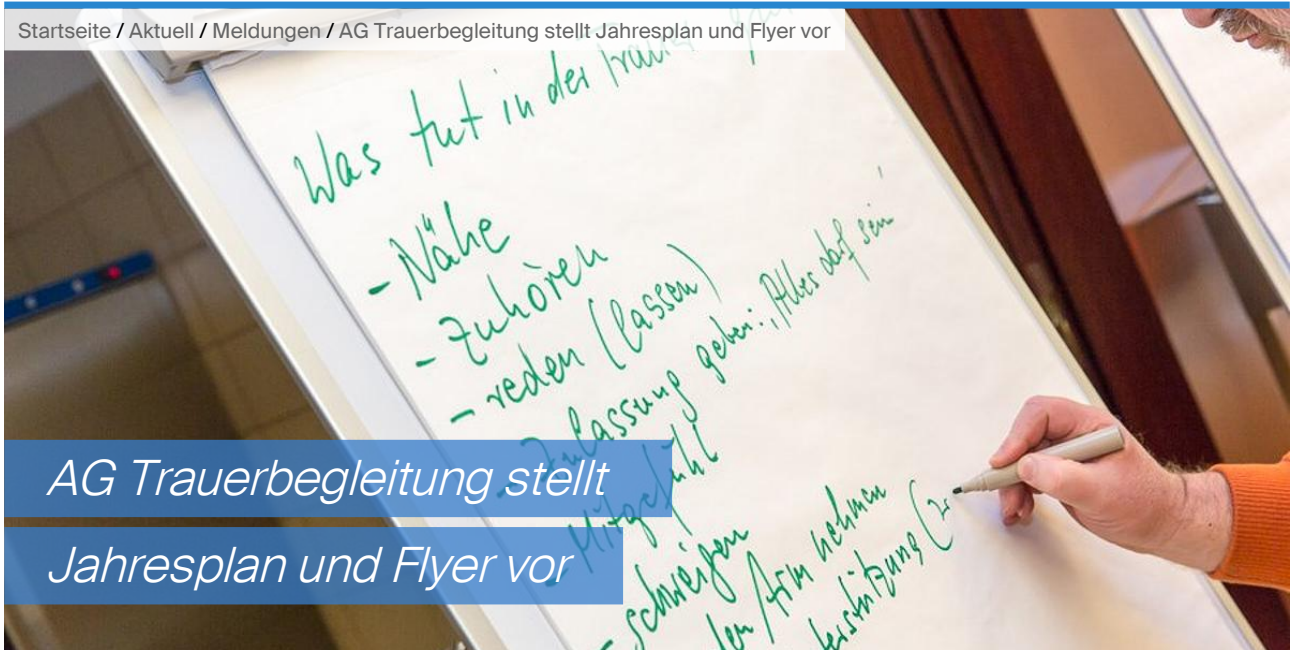 Startseite / Aktuell / Meldungen / AG Trauerbegleitung stellt Jahresplan und Flyer vor
Was tut in der
- Nähe
- Zuhören
- reden (lassen)
- Zulassung geben: „Alles darf sein“
- Mitgefühl
- schweigen
Arm nehmen
AG Trauerbegleitung stellt
Jahresplan und Flyer vor